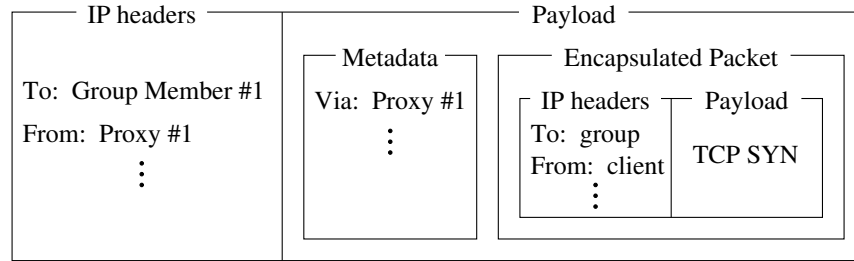 IP headers
Payload
To: Group Member #1
From: Proxy #1
Metadata
Via: Proxy #1
Encapsulated Packet
IP headers
Payload
To: group
From: client
TCP SYN